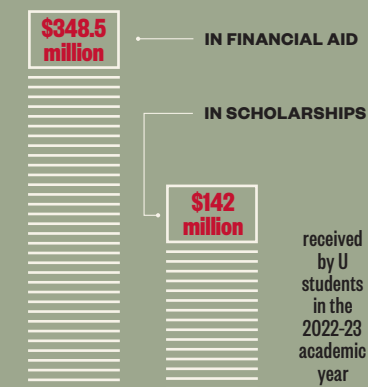 $348.5
million
IN FINANCIAL AID
IN SCHOLARSHIPS
$142
million
received
by U
students
in the
2022-23
academic
year